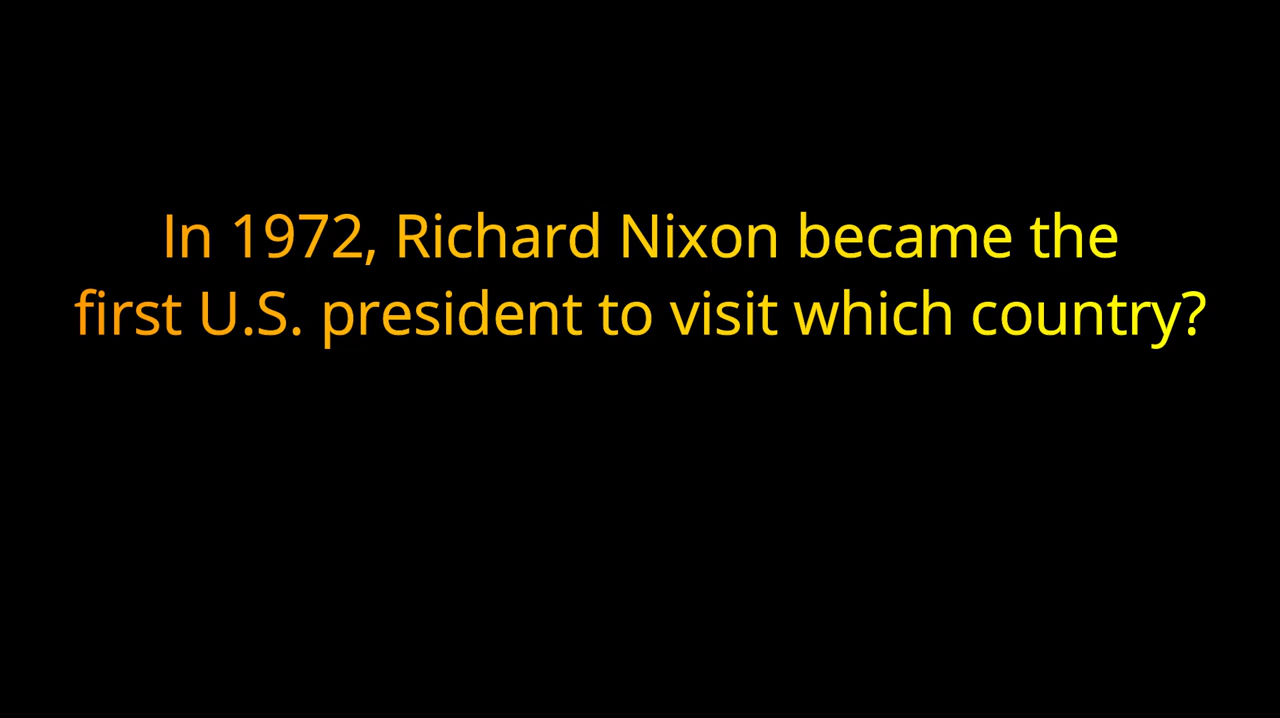 In 1972, Richard Nixon became the
first U.S. president to visit which country?